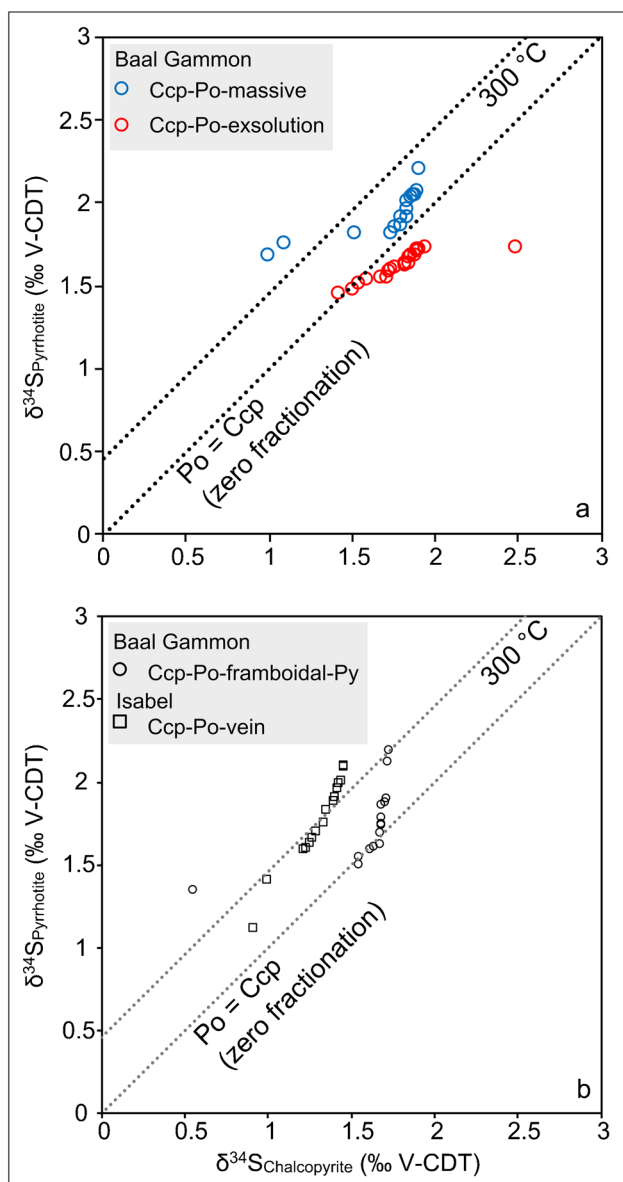 3
2.5
2
1.5
1
0.5
0
δ³⁴S_Pyrrhotite (‰ V-CDT)
Baal Gammon
Ccp-Po-massive
Ccp-Po-exsolution
300 °C
Po = Ccp
(zero fractionation)
a
0
0.5
1
1.5
2
2.5
3
3
2.5
2
1.5
1
0.5
0
δ³⁴S_Pyrrhotite (‰ V-CDT)
Baal Gammon
Ccp-Po-framboidal-Py
Isabel
Ccp-Po-vein
300 °C
Po = Ccp
(zero fractionation)
b
0
0.5
1
1.5
2
2.5
3
δ³⁴S_Chalcopyrite (‰ V-CDT)